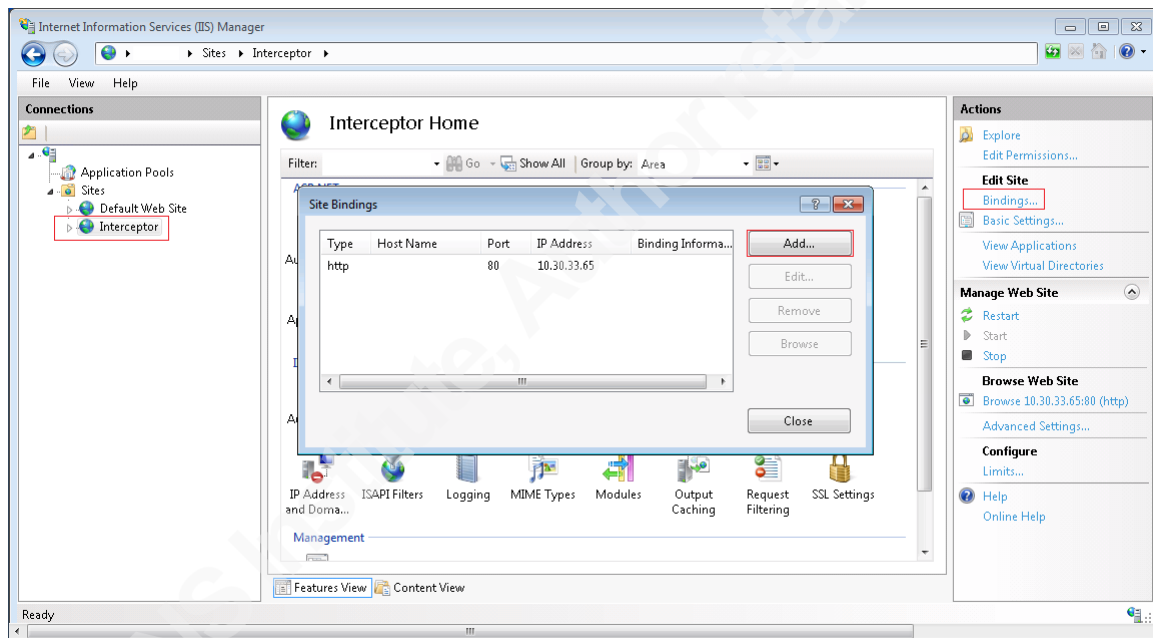 Internet Information Services (IIS) Manager
Sites
Interceptor
File View Help
Connections
Application Pools
Sites
Default Web Site
Interceptor
Interceptor Home
Filter: Go Show All Group by: Area
Site Bindings
Type Host Name Port IP Address Binding Informa...
http 80 10.30.33.65
Add...
Edit...
Remove
Browse
Close
IP Address and Doma...
ISAPI Filters
Logging
MIME Types
Modules
Output Caching
Request Filtering
SSL Settings
Management
Features View
Content View
Actions
Explore
Edit Permissions...
Edit Site
Bindings...
Basic Settings...
View Applications
View Virtual Directories
Manage Web Site
Restart
Start
Stop
Browse Web Site
Browse 10.30.33.65:80 (http)
Advanced Settings...
Configure
Limits...
Help
Online Help
Ready